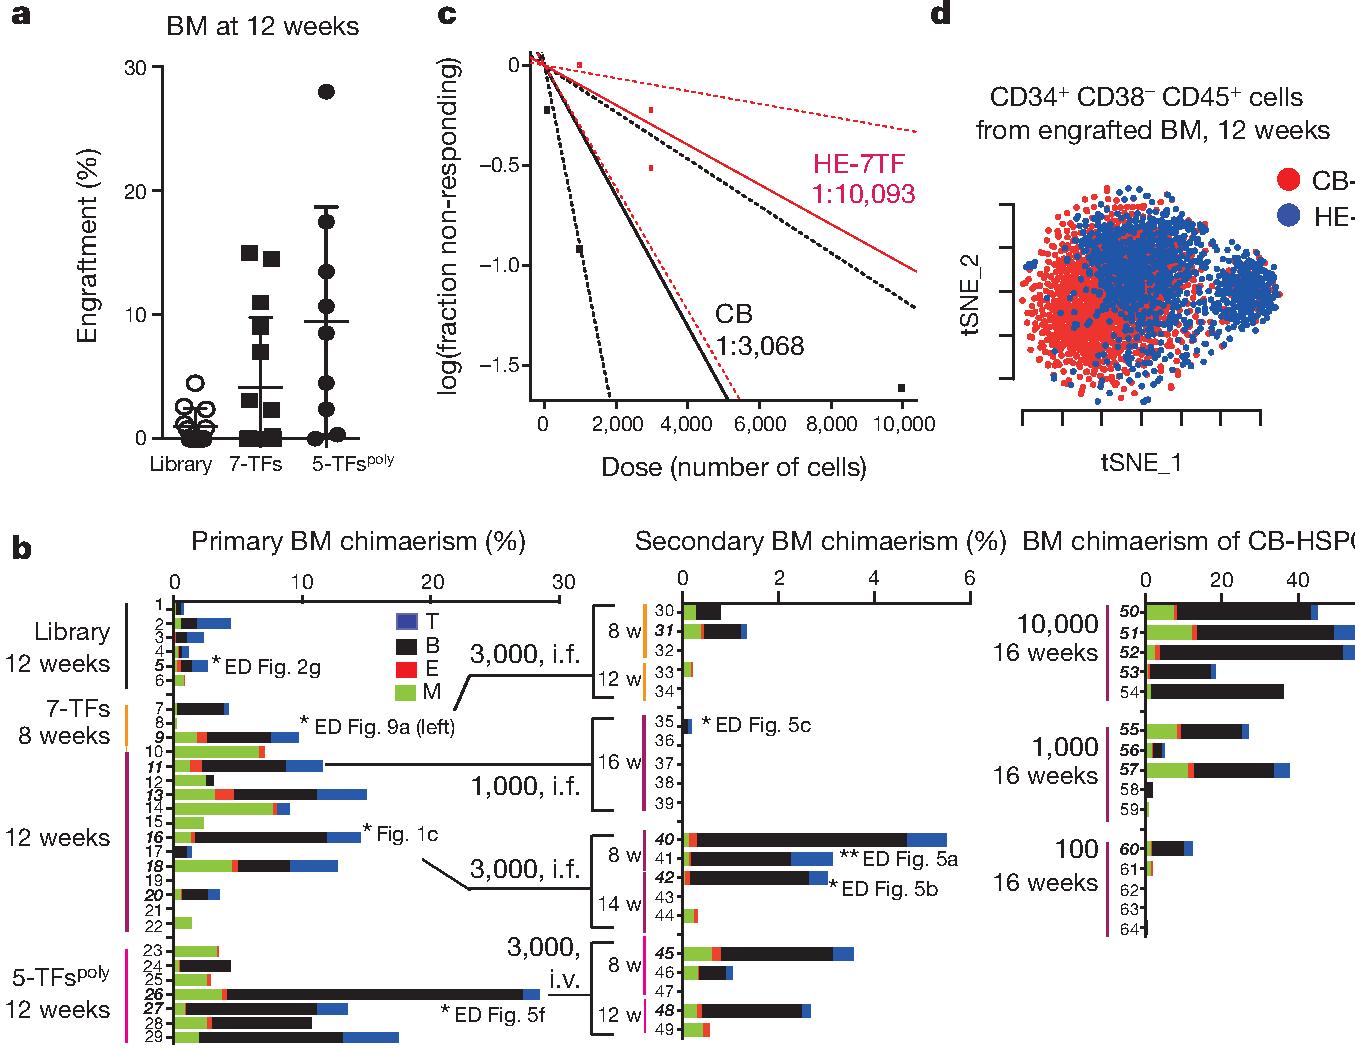 a
BM at 12 weeks
Engraftment (%)
30
20
10
0
Library
7-TFs
5-TFspoly
c
log(fraction non-responding)
0
–0.5
–1.0
–1.5
HE-7TF
1:10,093
CB
1:3,068
0
2,000
4,000
6,000
8,000
10,000
Dose (number of cells)
d
CD34+ CD38– CD45+ cells
from engrafted BM, 12 weeks
CB-
HE-
tSNE_2
tSNE_1
b
Primary BM chimaerism (%)
0
10
20
30
T
B
E
M
Library
12 weeks
1
2
3
4
5
6
* ED Fig. 2g
7-TFs
8 weeks
7
8
9
* ED Fig. 9a (left)
12 weeks
10
11
12
13
14
15
16
17
18
19
20
21
22
* Fig. 1c
5-TFspoly
12 weeks
23
24
25
26
27
28
29
* ED Fig. 5f
3,000, i.f.
1,000, i.f.
3,000, i.f.
3,000,
i.v.
Secondary BM chimaerism (%)
0
2
4
6
8 w
30
31
32
12 w
33
34
16 w
35
36
37
38
39
* ED Fig. 5c
8 w
40
41
** ED Fig. 5a
42
* ED Fig. 5b
14 w
43
44
8 w
45
46
47
12 w
48
49
BM chimaerism of CB-HSPC
0
20
40
10,000
16 weeks
50
51
52
53
54
1,000
16 weeks
55
56
57
58
59
100
16 weeks
60
61
62
63
64